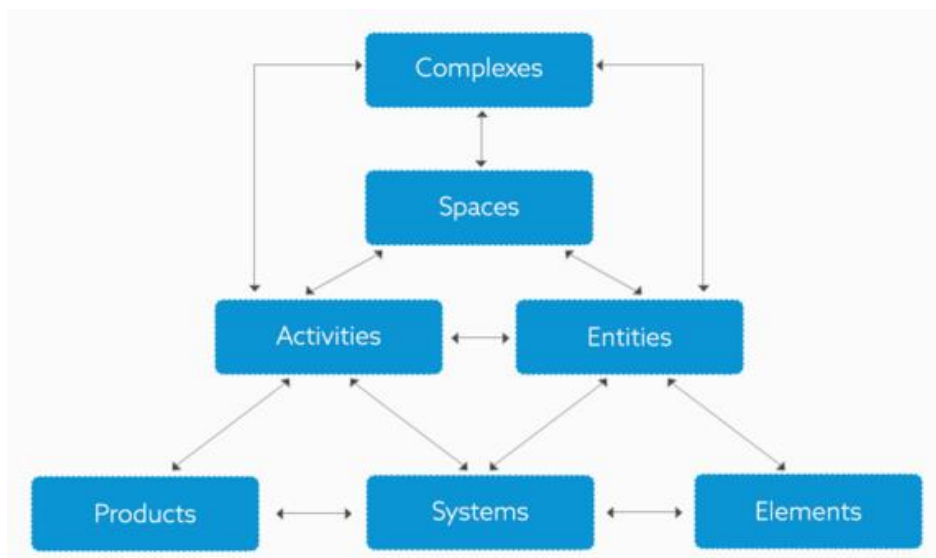 Complexes
Spaces
Activities
Entities
Products
Systems
Elements